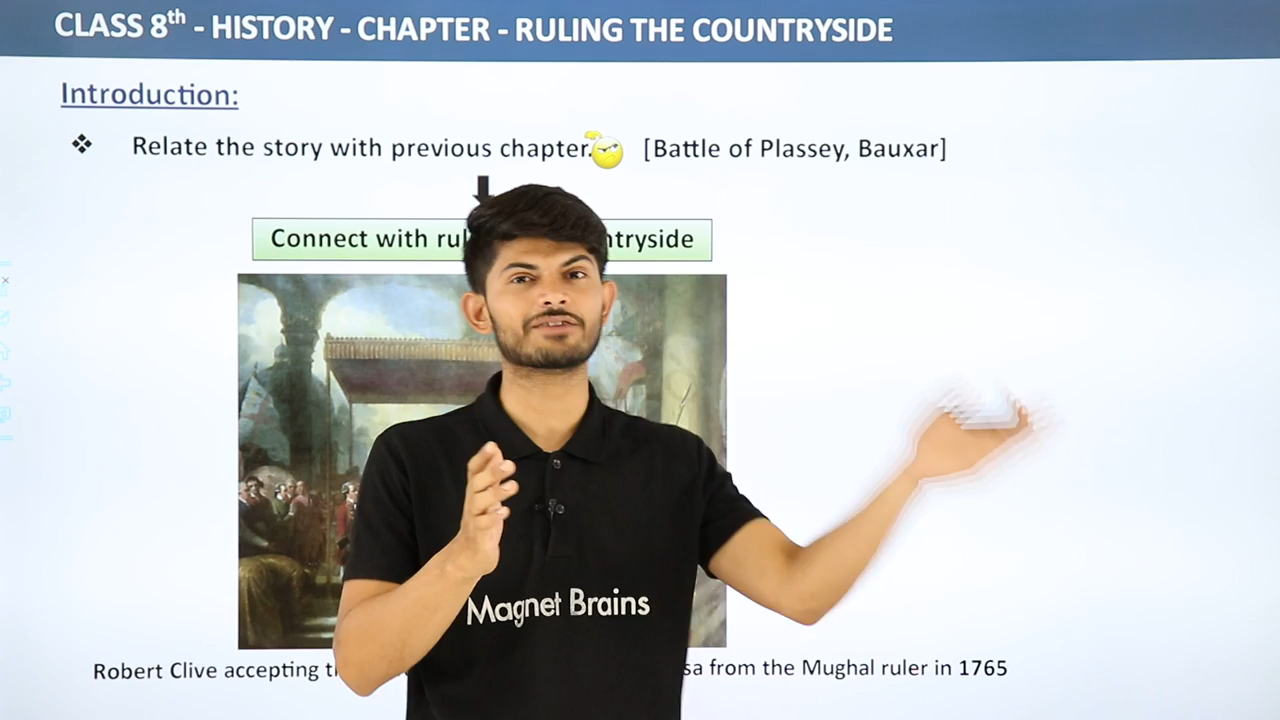 CLASS 8th - HISTORY - CHAPTER - RULING THE COUNTRYSIDE
Introduction:
❖ Relate the story with previous chapter. [Battle of Plassey, Bauxar]
Connect with rul ntryside
Magnet Brains
Robert Clive accepting t sa from the Mughal ruler in 1765